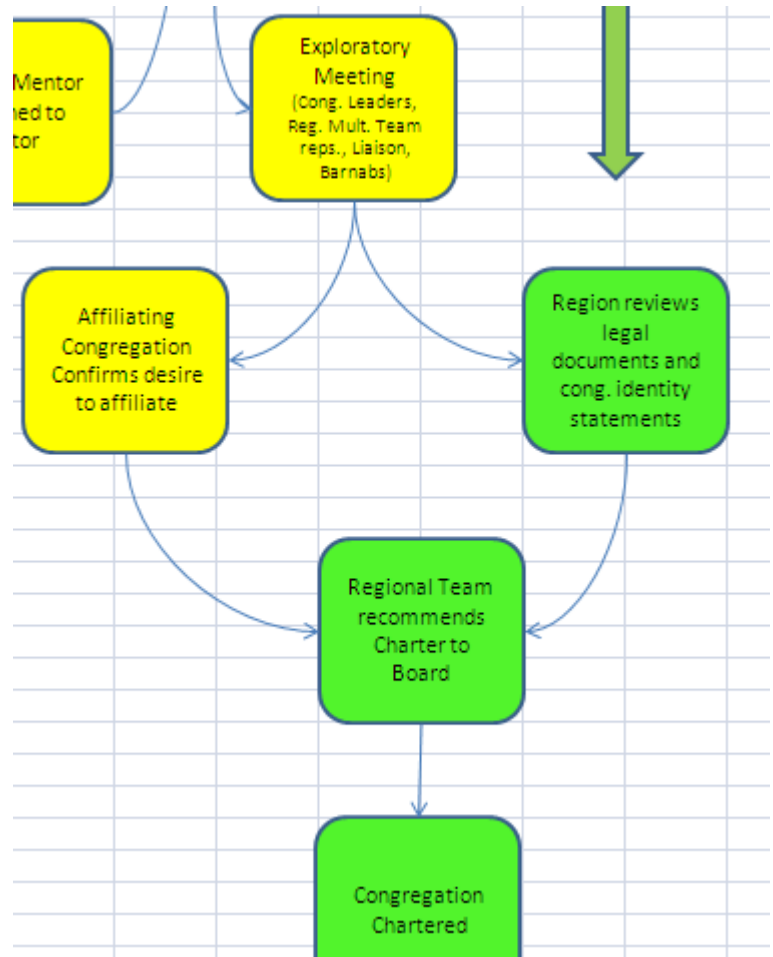 Mentor
ned to
tor
Exploratory
Meeting
(Cong. Leaders,
Reg. Mult. Team
reps., Liaison,
Barnabs)
Affiliating
Congregation
Confirms desire
to affiliate
Region reviews
legal
documents and
cong. identity
statements
Regional Team
recommends
Charter to
Board
Congregation
Chartered